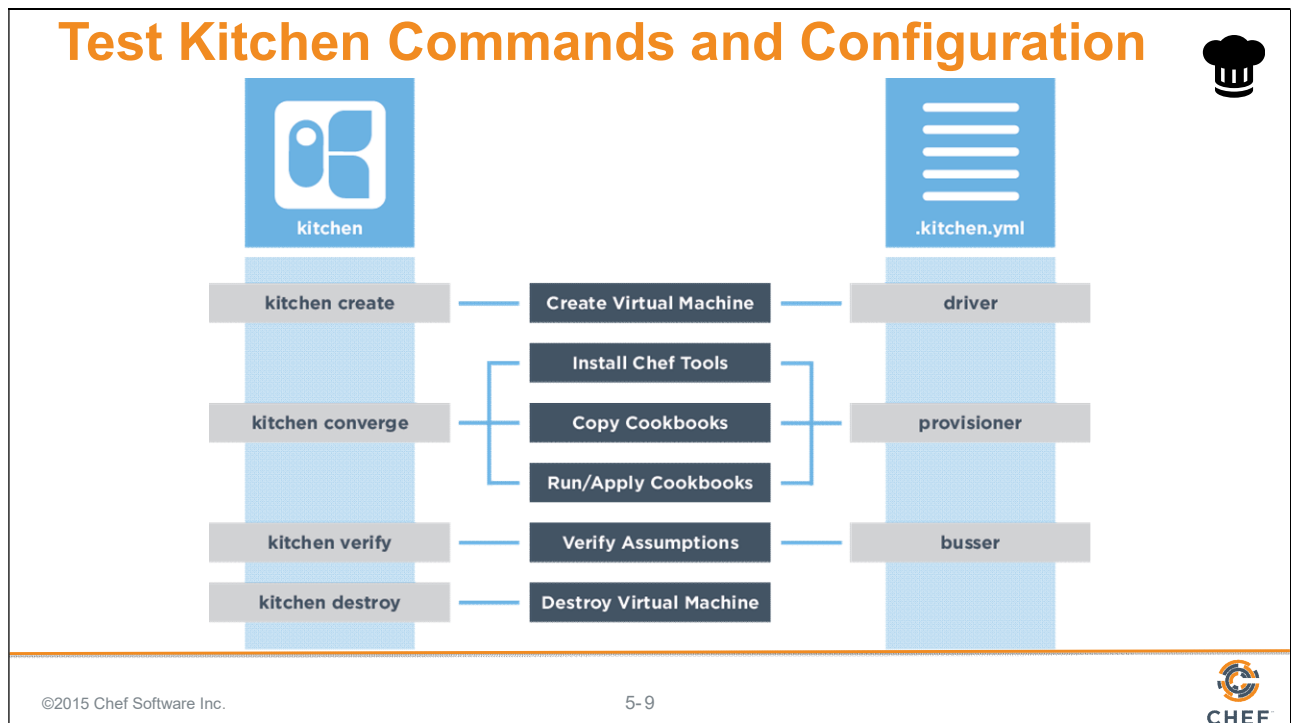 Test Kitchen Commands and Configuration
kitchen
.kitchen.yml
kitchen create
Create Virtual Machine
driver
Install Chef Tools
kitchen converge
Copy Cookbooks
provisioner
Run/Apply Cookbooks
kitchen verify
Verify Assumptions
busser
kitchen destroy
Destroy Virtual Machine
©2015 Chef Software Inc.
5-9
CHEF